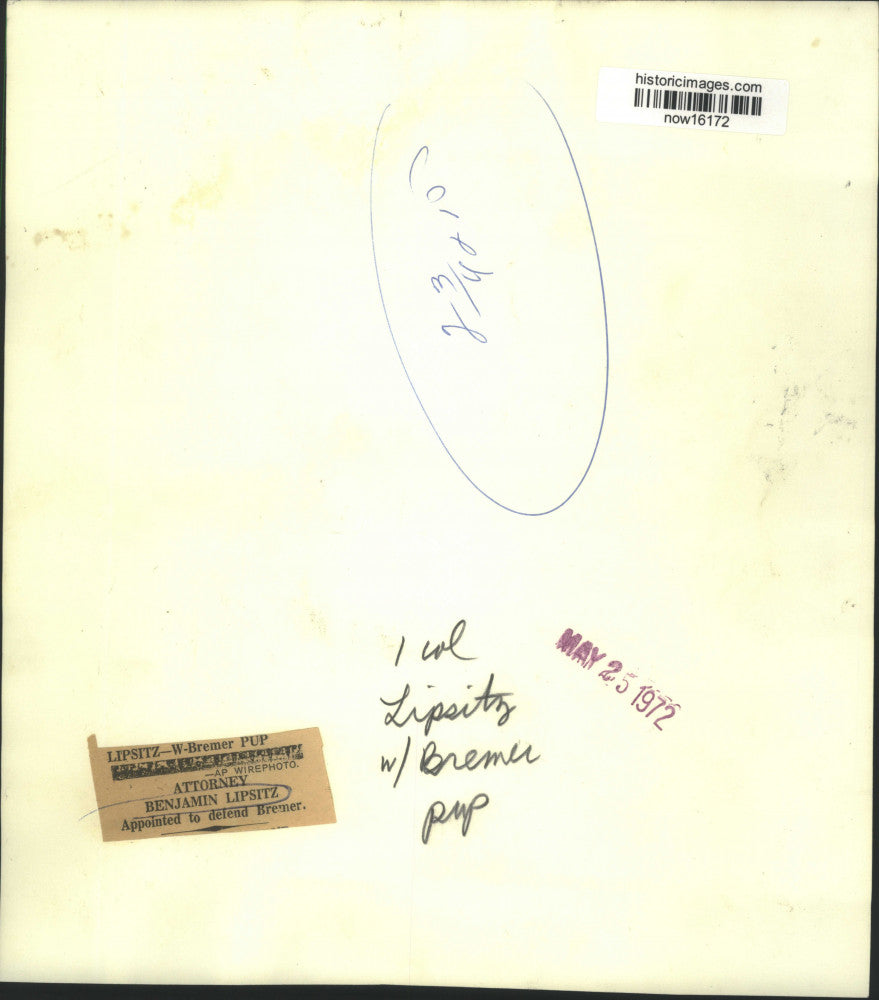 historicimages.com
now16172
2 3/4 x 10
1 col
Lipsitz
w/ Bremer
pup
MAY 25 1972
LIPSITZ—W-Bremer PUP
—AP WIREPHOTO.
ATTORNEY
BENJAMIN LIPSITZ
Appointed to defend Bremer.